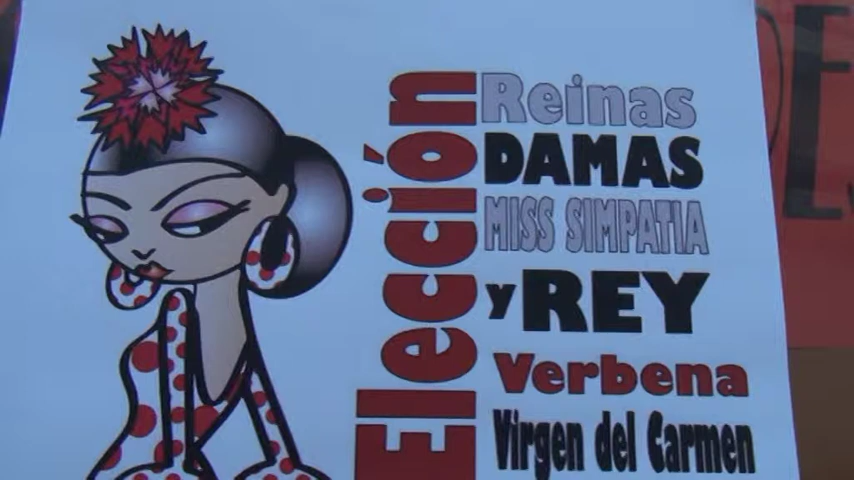 Elección
Reinas
DAMAS
MISS SIMPATIA
y REY
Verbena
Virgen del Carmen